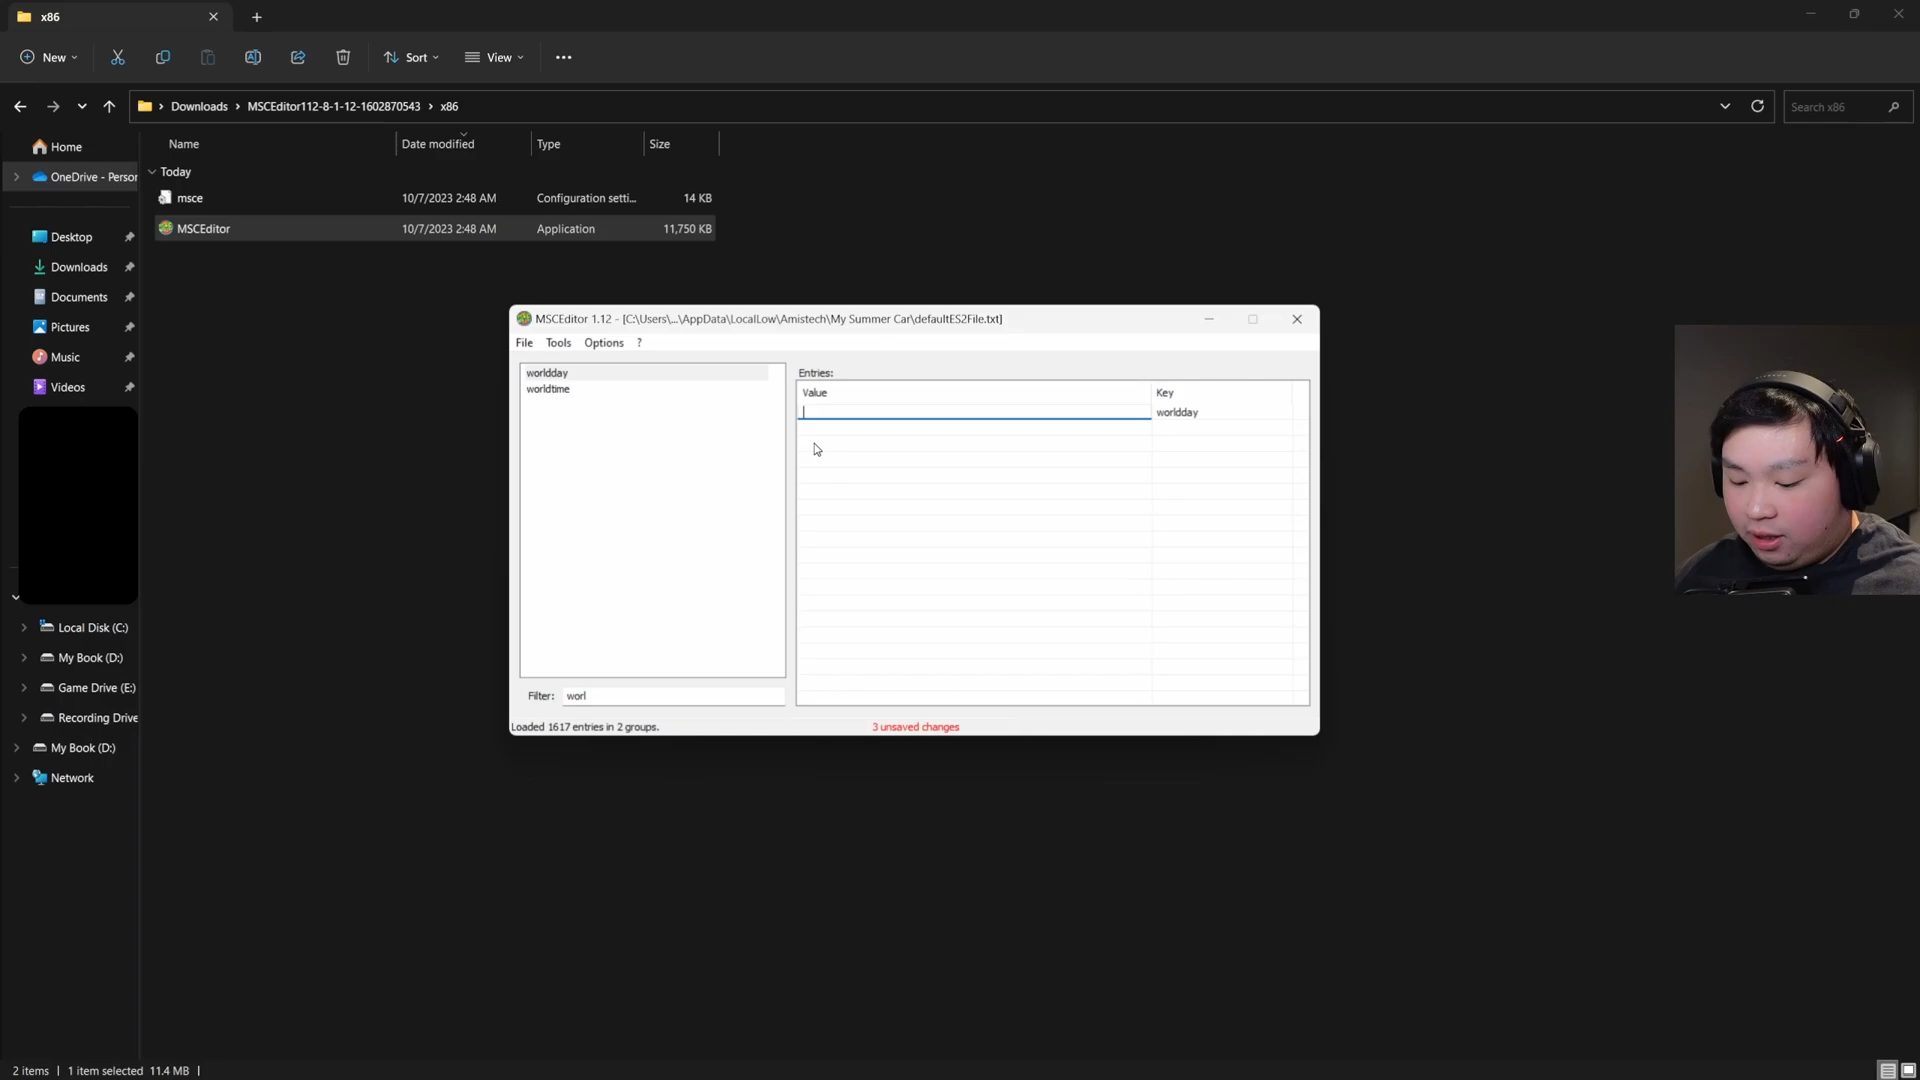 x86
New
Sort
View
Downloads
MSCEditor112-8-1-12-1602870543
x86
Search x86
Name
Date modified
Type
Size
Home
OneDrive - Person
Today
msce
10/7/2023 2:48 AM
Configuration setti...
14 KB
MSCEditor
10/7/2023 2:48 AM
Application
11,750 KB
Desktop
Downloads
Documents
Pictures
Music
Videos
Local Disk (C:)
My Book (D:)
Game Drive (E:)
Recording Drive
My Book (D:)
Network
MSCEditor 1.12 - [C:\Users\...\AppData\LocalLow\Amistech\My Summer Car\defaultES2File.txt]
File
Tools
Options
?
worldday
worldtime
Entries:
Value
Key
worldday
Filter:
worl
Loaded 1617 entries in 2 groups.
3 unsaved changes
2 items
1 item selected 11.4 MB